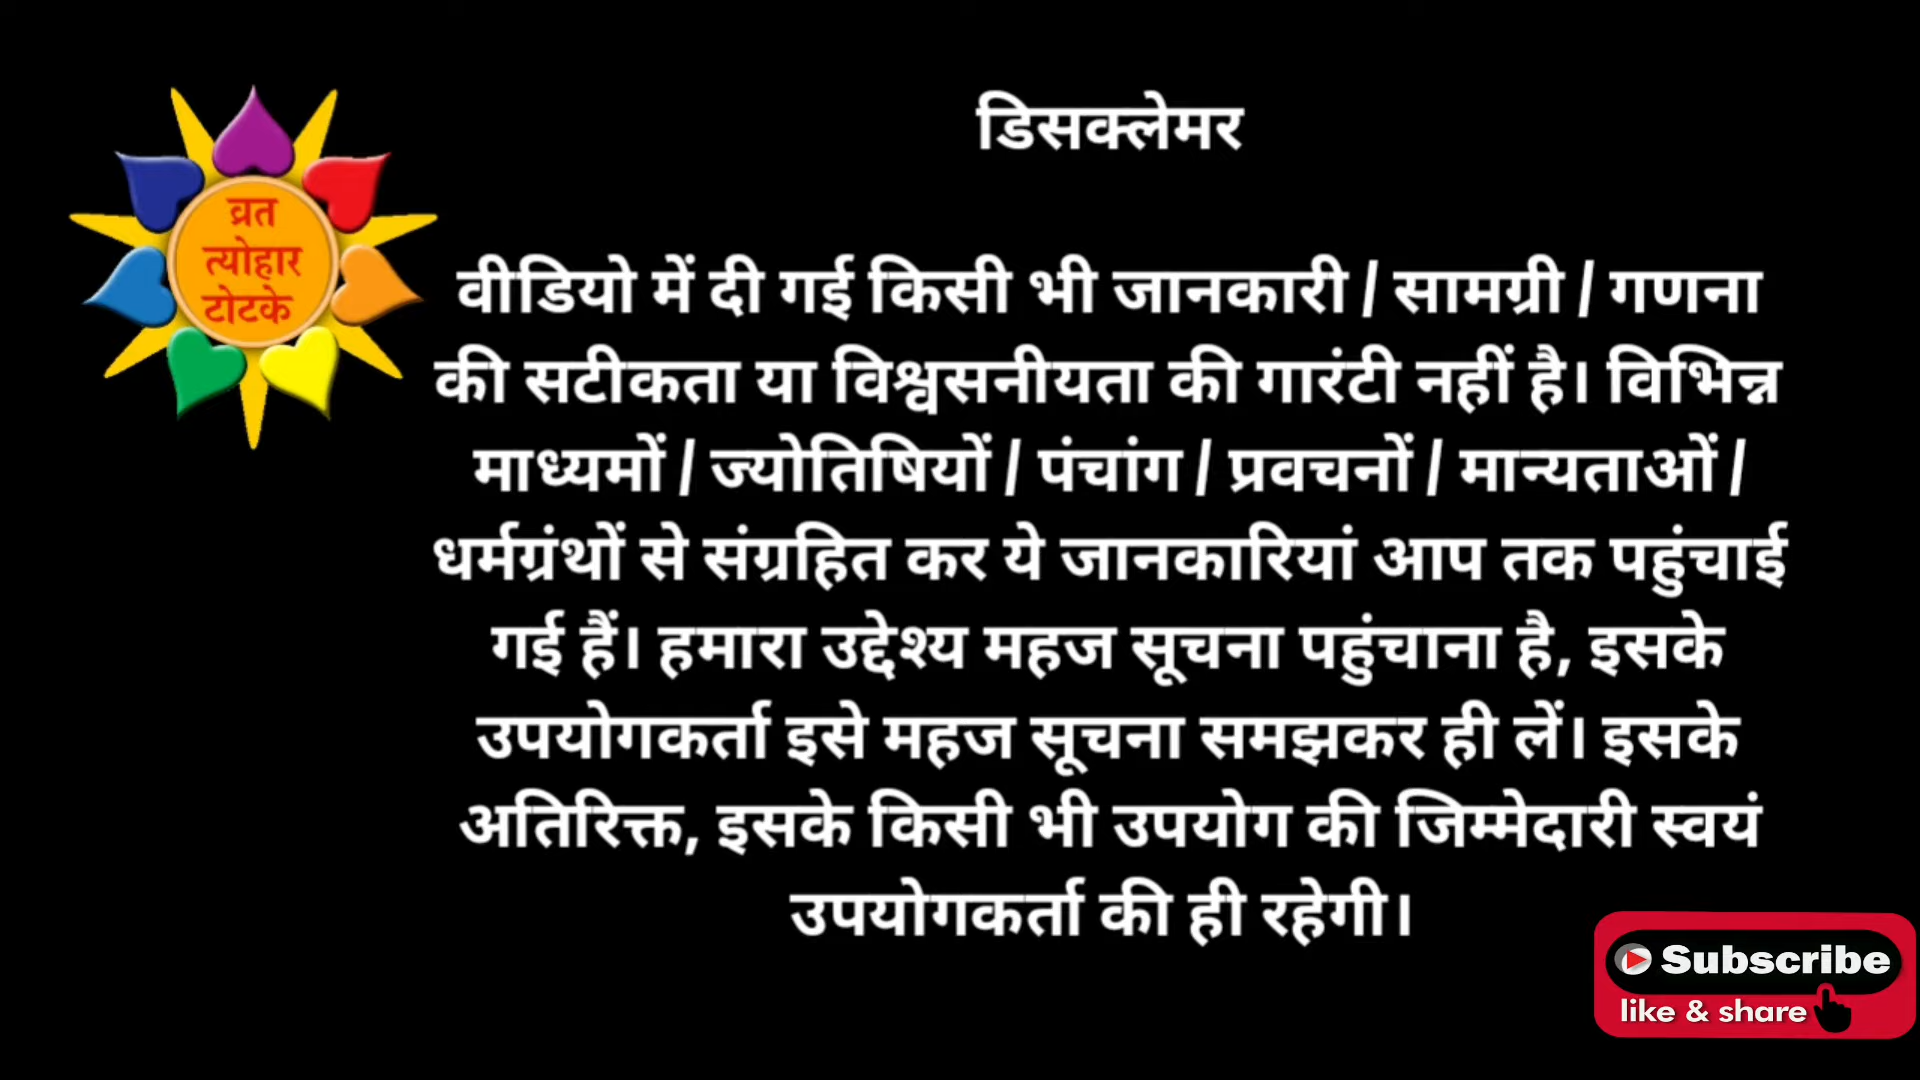 डिसक्लेमर
व्रत
त्योहार
टोटके
वीडियो में दी गई किसी भी जानकारी / सामग्री / गणना
की सटीकता या विश्वसनीयता की गारंटी नहीं है। विभिन्न
माध्यमों / ज्योतिषियों / पंचांग / प्रवचनों / मान्यताओं /
धर्मग्रंथों से संग्रहित कर ये जानकारियां आप तक पहुंचाई
गई हैं। हमारा उद्देश्य महज सूचना पहुंचाना है, इसके
उपयोगकर्ता इसे महज सूचना समझकर ही लें। इसके
अतिरिक्त, इसके किसी भी उपयोग की जिम्मेदारी स्वयं
उपयोगकर्ता की ही रहेगी।
Subscribe
like & share